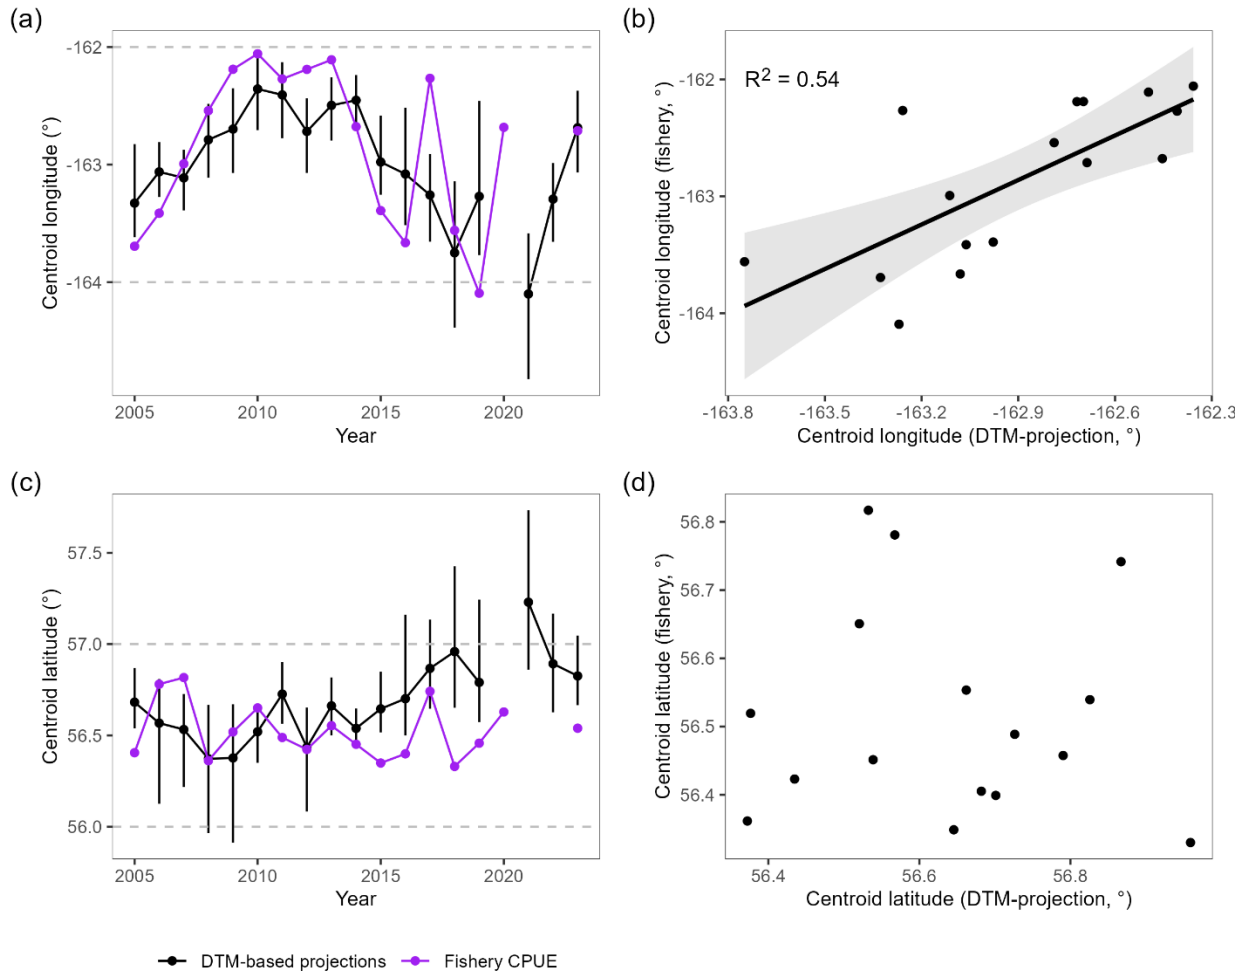 (a)
-162
-163
-164
Centroid longitude (°)
2005
2010
2015
2020
Year
(b)
R² = 0.54
-162
-163
-164
Centroid longitude (fishery, °)
-163.8
-163.5
-163.2
-162.9
-162.6
-162.3
Centroid longitude (DTM-projection, °)
(c)
57.5
57.0
56.5
56.0
Centroid latitude (°)
2005
2010
2015
2020
Year
(d)
56.8
56.7
56.6
56.5
56.4
Centroid latitude (fishery, °)
56.4
56.6
56.8
Centroid latitude (DTM-projection, °)
DTM-based projections
Fishery CPUE